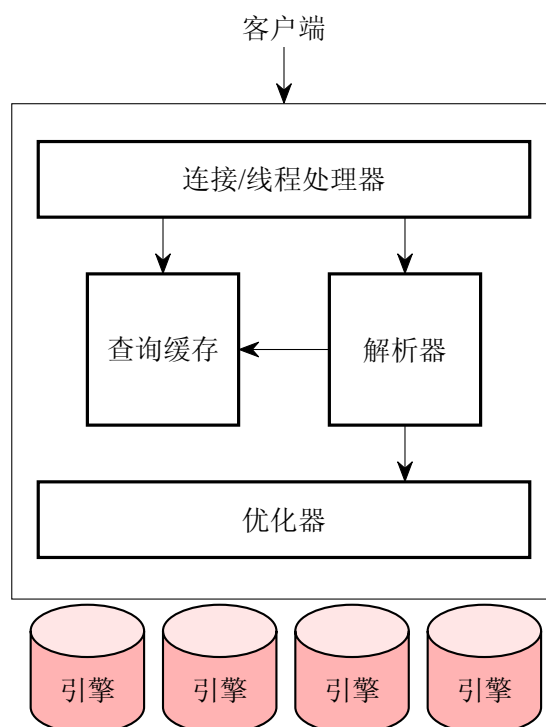 客户端
连接/线程处理器
查询缓存 解析器
优化器
引擎 引擎 引擎 引擎